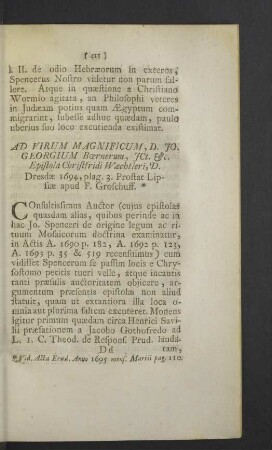 ( 411 )
l. II. de odio Hebræorum in exteros,
Spencerus Nostro videtur non parum fal-
lere. Atque in quæstione a Christiano
Wormio agitata, an Philosophi veteres
in Judæam potius quam Ægyptum com-
migrarint, subesse adhuc quædam, paulo
uberius suo loco excutienda existimat.
AD VIRUM MAGNIFICUM, D. JO.
GEORGIUM Bœrnerum, JCt. &c.
Epistola Christfridi Wæchtleri, D.
Dresdæ 1694, plag. 3. Prostat Lip-
siæ apud F. Groschuff. *
COnsultissimus Auctor (cujus epistolas
quasdam alias, quibus perinde ac in
hac Jo. Spenceri de origine legum ac ri-
tuum Mosaicorum doctrina examinatur,
in Actis A. 1690 p. 182, A. 1692 p. 123,
A. 1693 p. 35 & 519 recensuimus) cum
vidisset Spencerum se passim locis e Chry-
sostomo petitis tueri velle, atque incautis
tanti præsulis auctoritatem objicere, ar-
gumentum præsentis epistolæ non aliud
statuit, quam ut extantiora illa loca o-
mnia aut plurima saltem excuteret. Monens
igitur primum quædam circa Henrici Savi-
lii præfationem a Jacobo Gothofredo ad
L. 1. C. Theod. de Respons. Prud. lauda-
Dd tam,
* Vid. Acta Erud. Anno 1695 mens. Martii pag. 110.